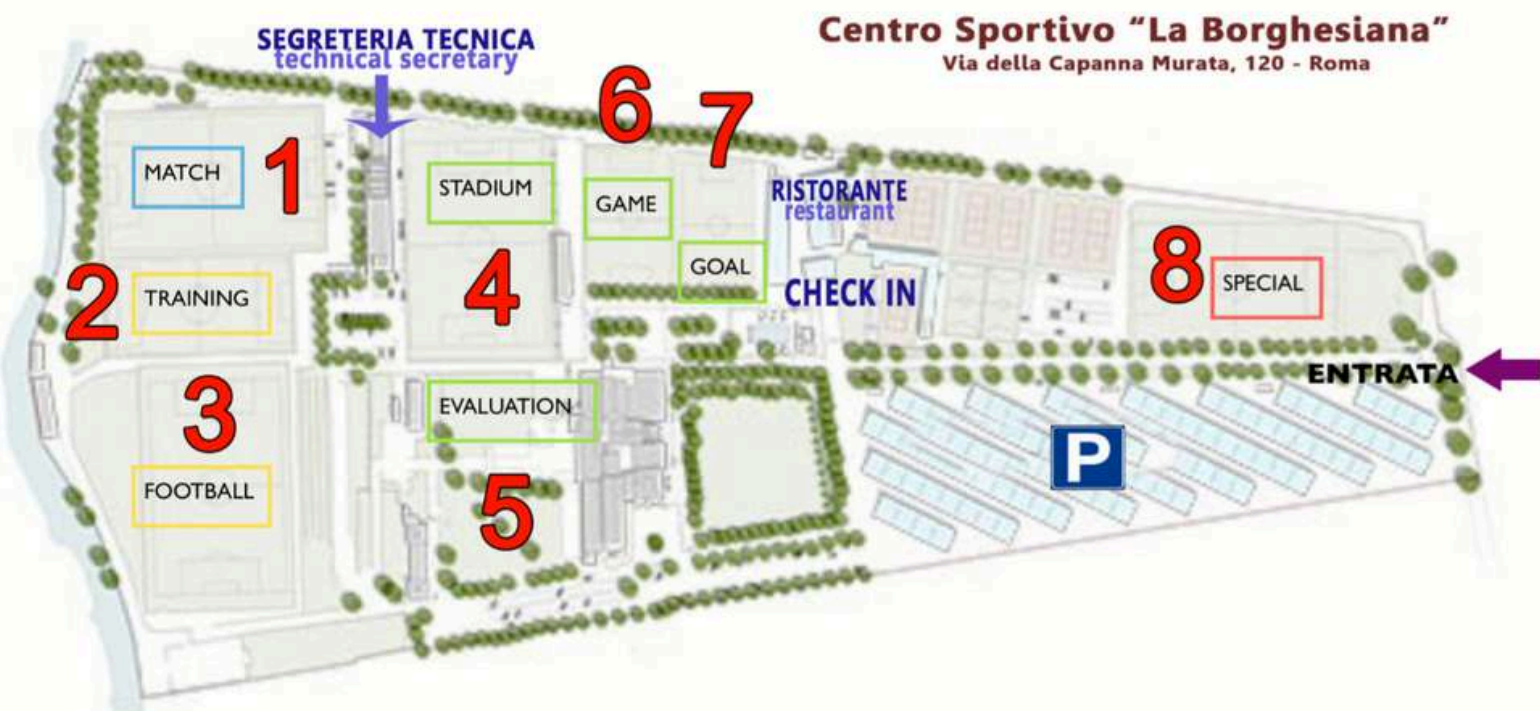 Centro Sportivo “La Borghesiana”
Via della Capanna Murata, 120 - Roma
SEGRETERIA TECNICA
technical secretary
6
7
MATCH
1
STADIUM
GAME
RISTORANTE
restaurant
GOAL
CHECK IN
8
SPECIAL
2
TRAINING
4
ENTRATA
3
EVALUATION
FOOTBALL
5
P